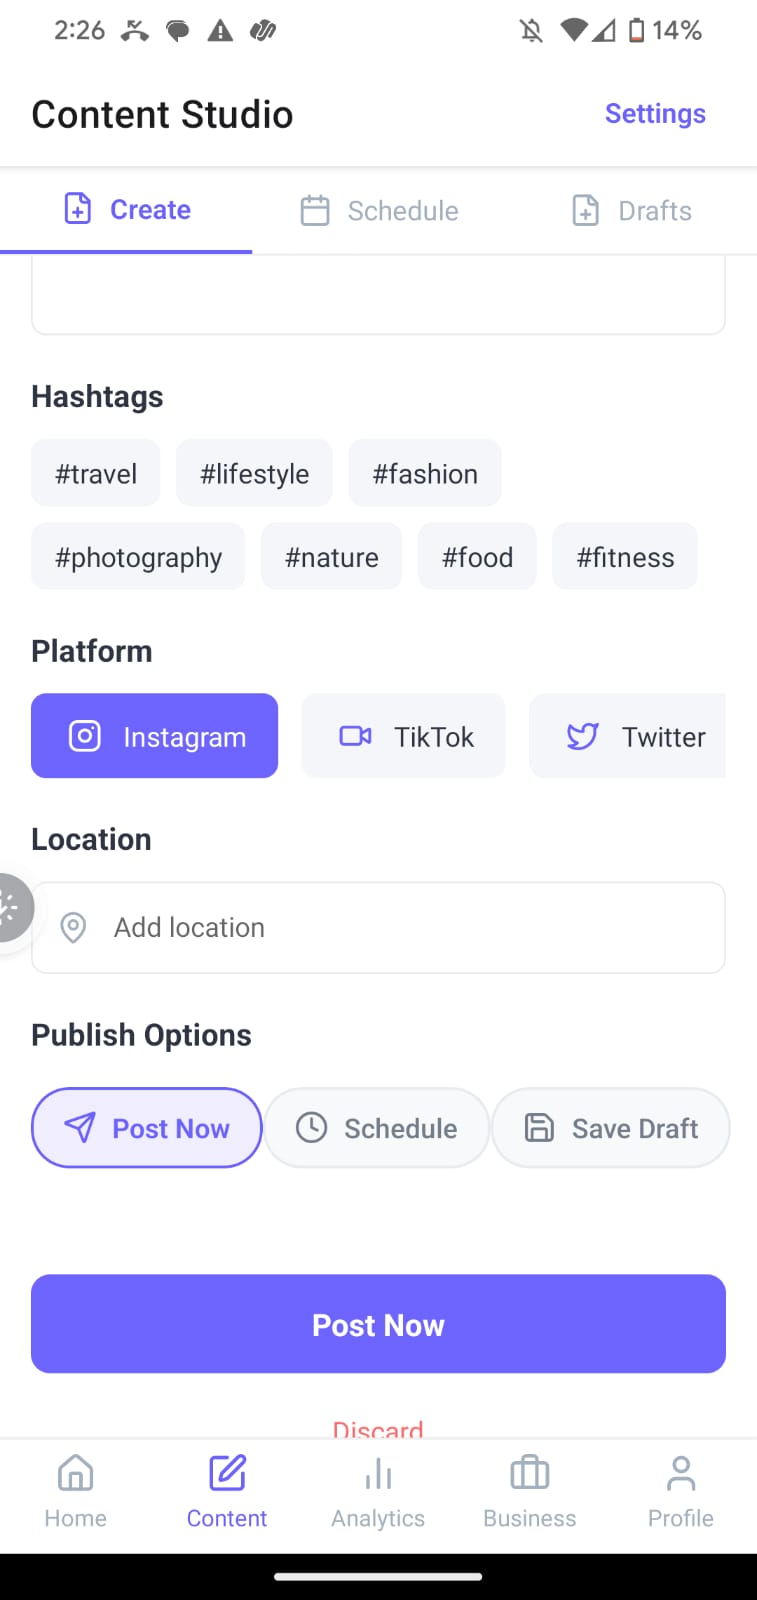 2:26 14%
Content Studio Settings
Create Schedule Drafts
Hashtags
#travel #lifestyle #fashion
#photography #nature #food #fitness
Platform
Instagram TikTok Twitter
Location
Add location
Publish Options
Post Now Schedule Save Draft
Post Now
Discard
Home Content Analytics Business Profile